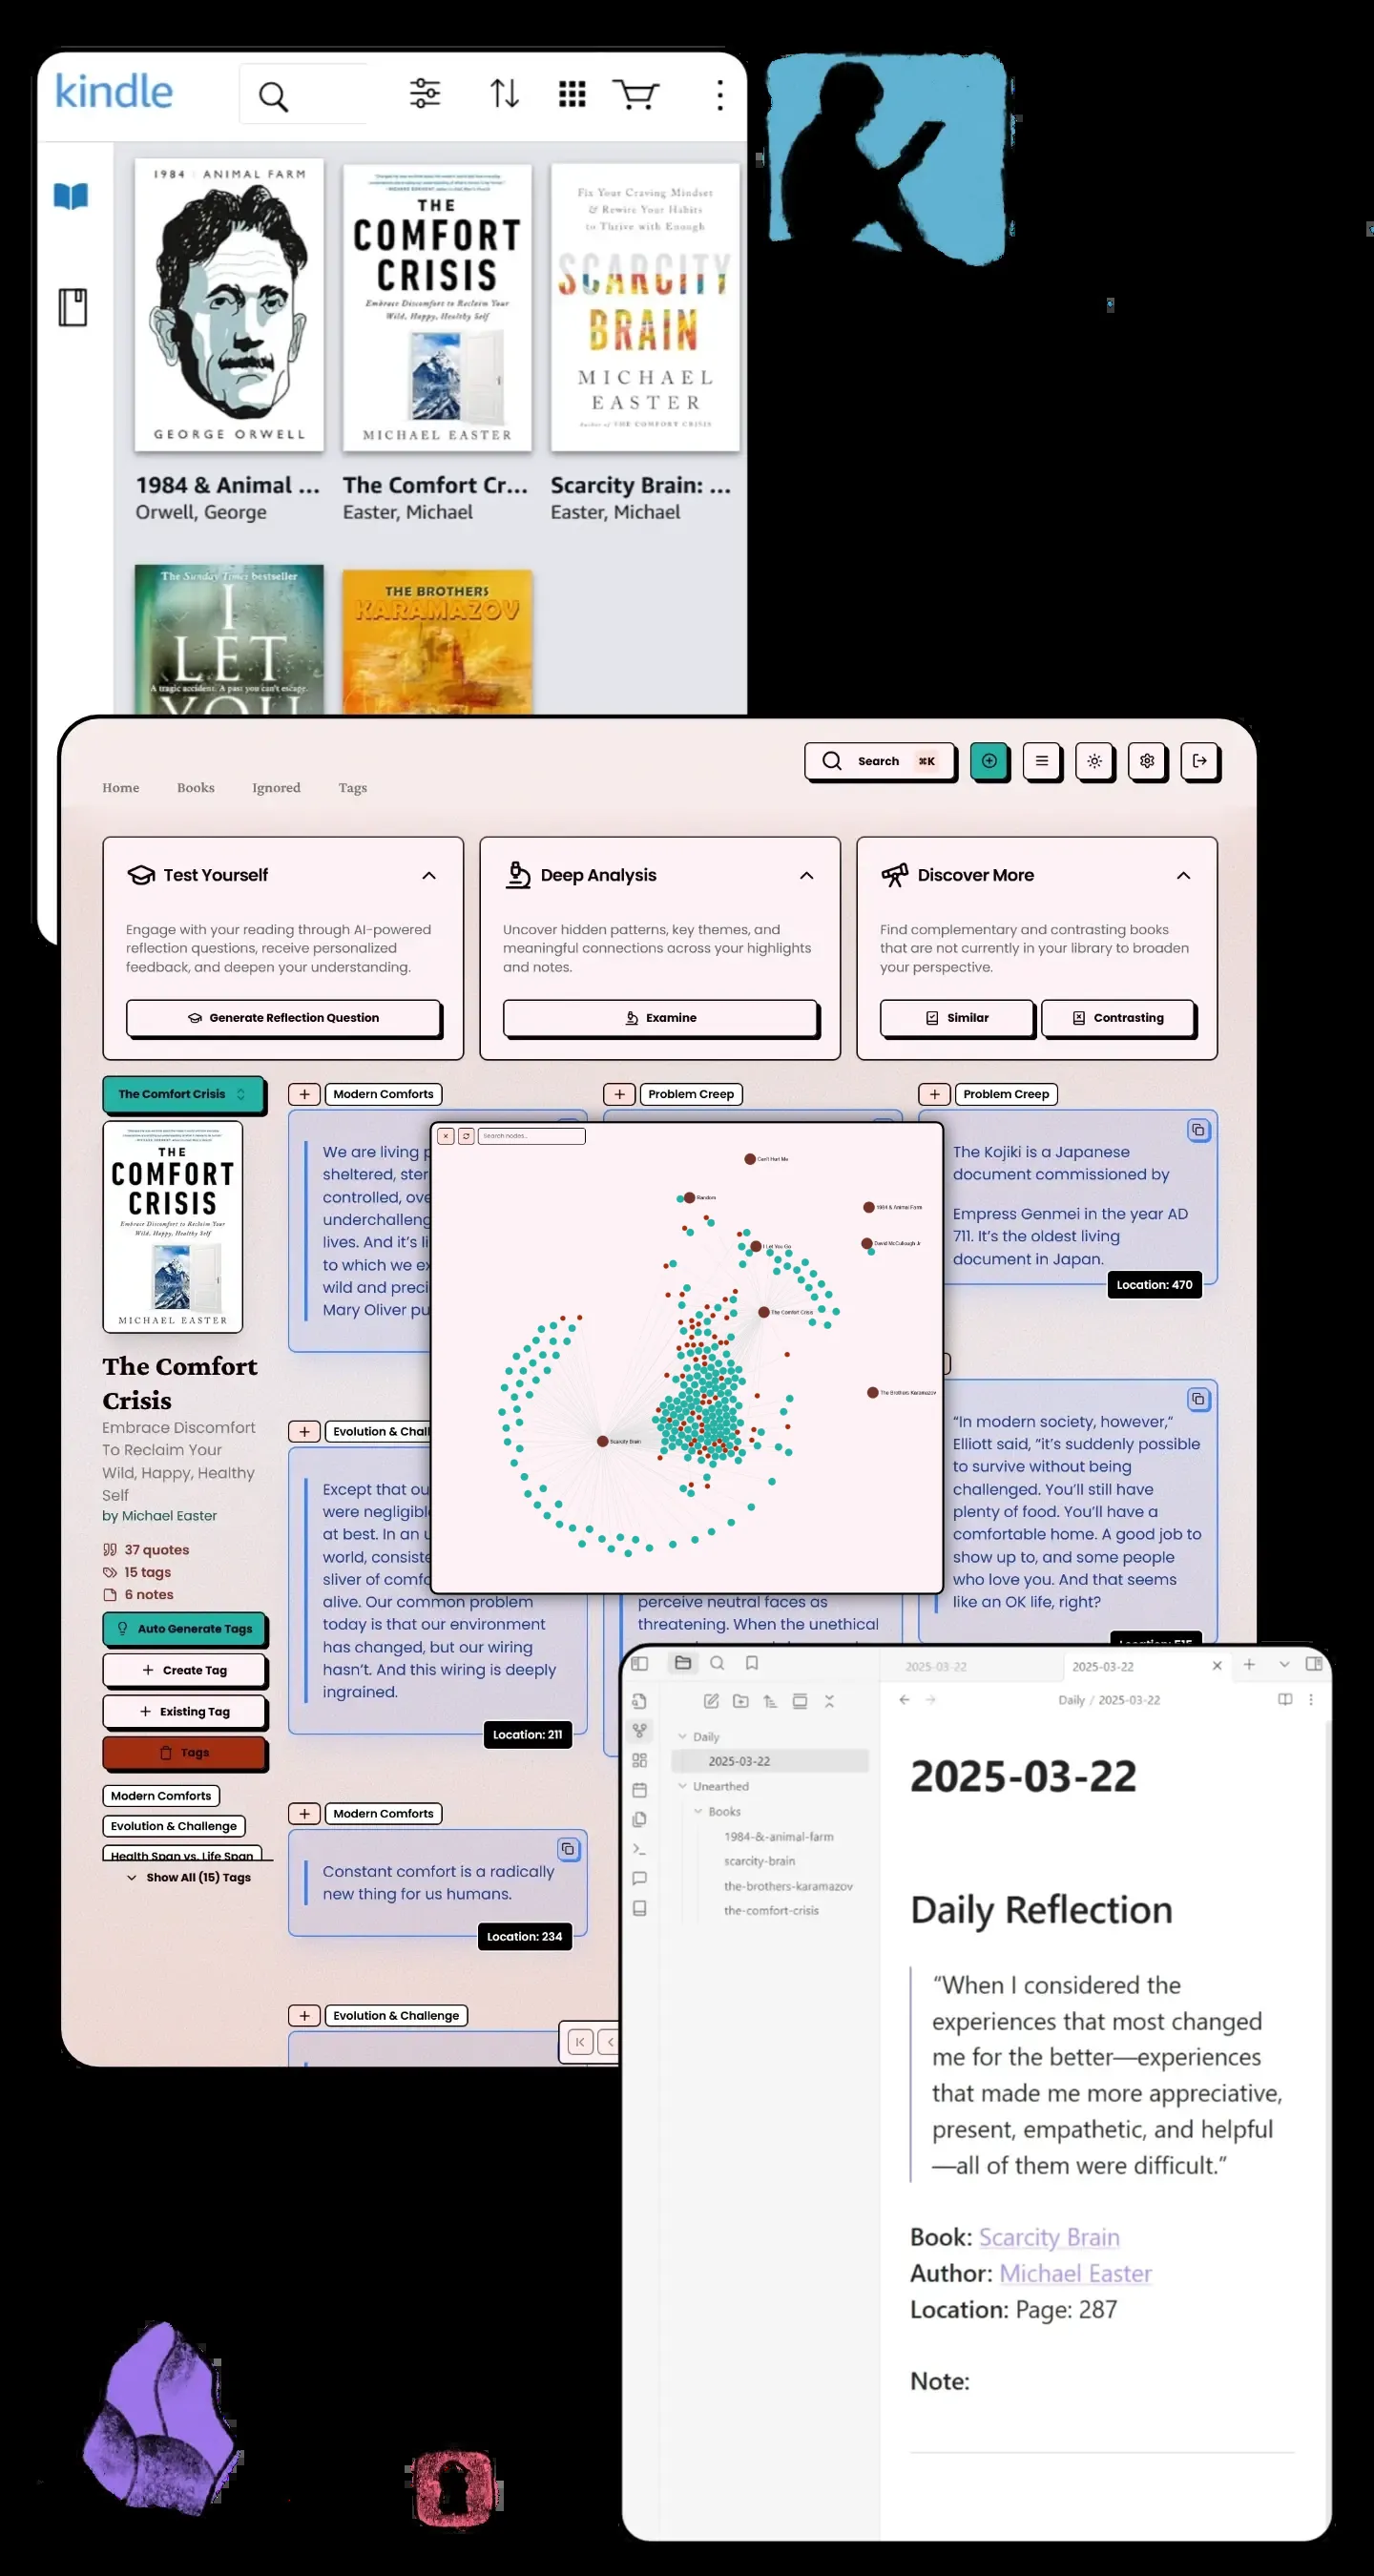 kindle
1984 ANIMAL FARM
GEORGE ORWELL
THE
COMFORT
CRISIS
Embrace Discomfort to Reclaim Your
Wild, Happy, Healthy Self
MICHAEL EASTER
Fix Your Craving Mindset
& Rewire Your Habits
to Thrive with Enough
SCARCITY
BRAIN
MICHAEL
EASTER
Author of THE COMFORT CRISIS
1984 & Animal ...
Orwell, George
The Comfort Cr...
Easter, Michael
Scarcity Brain: ...
Easter, Michael
The Sunday Times bestseller
I
LET
A tragic accident. A past you can't escape.
YOU
THE BROTHERS
KARAMAZOV
Search ⌘K
Home Books Ignored Tags
Test Yourself
Engage with your reading through AI-powered
reflection questions, receive personalized
feedback, and deepen your understanding.
Generate Reflection Question
Deep Analysis
Uncover hidden patterns, key themes, and
meaningful connections across your highlights
and notes.
Examine
Discover More
Find complementary and contrasting books
that are not currently in your library to broaden
your perspective.
Similar Contrasting
The Comfort Crisis
THE
COMFORT
CRISIS
Embrace Discomfort to Reclaim Your
Wild, Happy, Healthy Self
MICHAEL EASTER
The Comfort
Crisis
Embrace Discomfort
To Reclaim Your
Wild, Happy, Healthy
Self
by Michael Easter
37 quotes
15 tags
6 notes
Auto Generate Tags
Create Tag
Existing Tag
Tags
Modern Comforts
Evolution & Challenge
Health Span vs. Life Span
Show All (15) Tags
Modern Comforts
We are living p
sheltered, ster
controlled, ove
underchalleng
lives. And it's li
to which we ex
wild and preci
Mary Oliver pu
Evolution & Chall
Except that ou
were negligibl
at best. In an u
world, consiste
sliver of comfo
alive. Our common problem
today is that our environment
has changed, but our wiring
hasn't. And this wiring is deeply
ingrained.
Location: 211
Modern Comforts
Constant comfort is a radically
new thing for us humans.
Location: 234
Evolution & Challenge
Problem Creep
perceive neutral faces as
threatening. When the unethical
Problem Creep
The Kojiki is a Japanese
document commissioned by
Empress Genmei in the year AD
711. It's the oldest living
document in Japan.
Location: 470
"In modern society, however,"
Elliott said, "it's suddenly possible
to survive without being
challenged. You'll still have
plenty of food. You'll have a
comfortable home. A good job to
show up to, and some people
who love you. And that seems
like an OK life, right?
Location: 515
Search nodes...
Can't Hurt Me
Random
1984 & Animal Farm
I Let You Go
David McCullough Jr
The Comfort Crisis
The Brothers Karamazov
Scarcity Brain
2025-03-22
2025-03-22
Daily / 2025-03-22
Daily
2025-03-22
Unearthed
Books
1984-&-animal-farm
scarcity-brain
the-brothers-karamazov
the-comfort-crisis
2025-03-22
Daily Reflection
"When I considered the
experiences that most changed
me for the better—experiences
that made me more appreciative,
present, empathetic, and helpful
—all of them were difficult."
Book: Scarcity Brain
Author: Michael Easter
Location: Page: 287
Note: